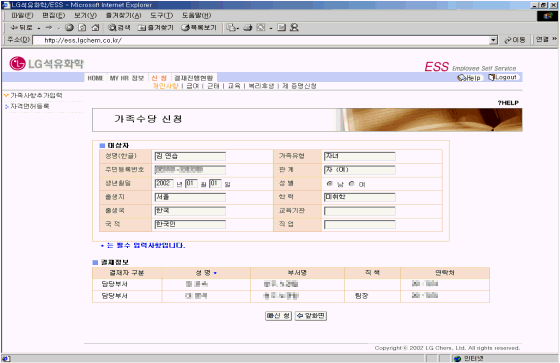 LG석유화학/ESS - Microsoft Internet Explorer
파일(F) 편집(E) 보기(V) 즐겨찾기(A) 도구(T) 도움말(H)
뒤로 검색 즐겨찾기 목록보기
주소(D) http://ess.lgchem.co.kr/ 이동 연결 »
LG석유화학
ESS Employee Self Service
HOME MY HR 정보 신 청 결재진행현황
Help Logout
개인사항 | 급여 | 근태 | 교육 | 복리후생 | 제 증명신청
가족사항추가입력
자격면허등록
?HELP
가족수당 신청
대상자
성명(한글) 김 연습 가족유형 자녀
주민등록번호 관 계 자 (여)
생년월일 2002 년 01 월 01 일 성 별 남 여
출생지 서울 학 력 미취학
출생국 한국 교육기관
국 적 한국인 직 업
• 는 필수 입력사항입니다.
결재정보
결재자 구분 성 명 부서명 직 책 연락처
담당부서
담당부서 팀장
신 청 앞화면
Copyright © 2002 LG Chem, Ltd. All rights reserved.
인터넷